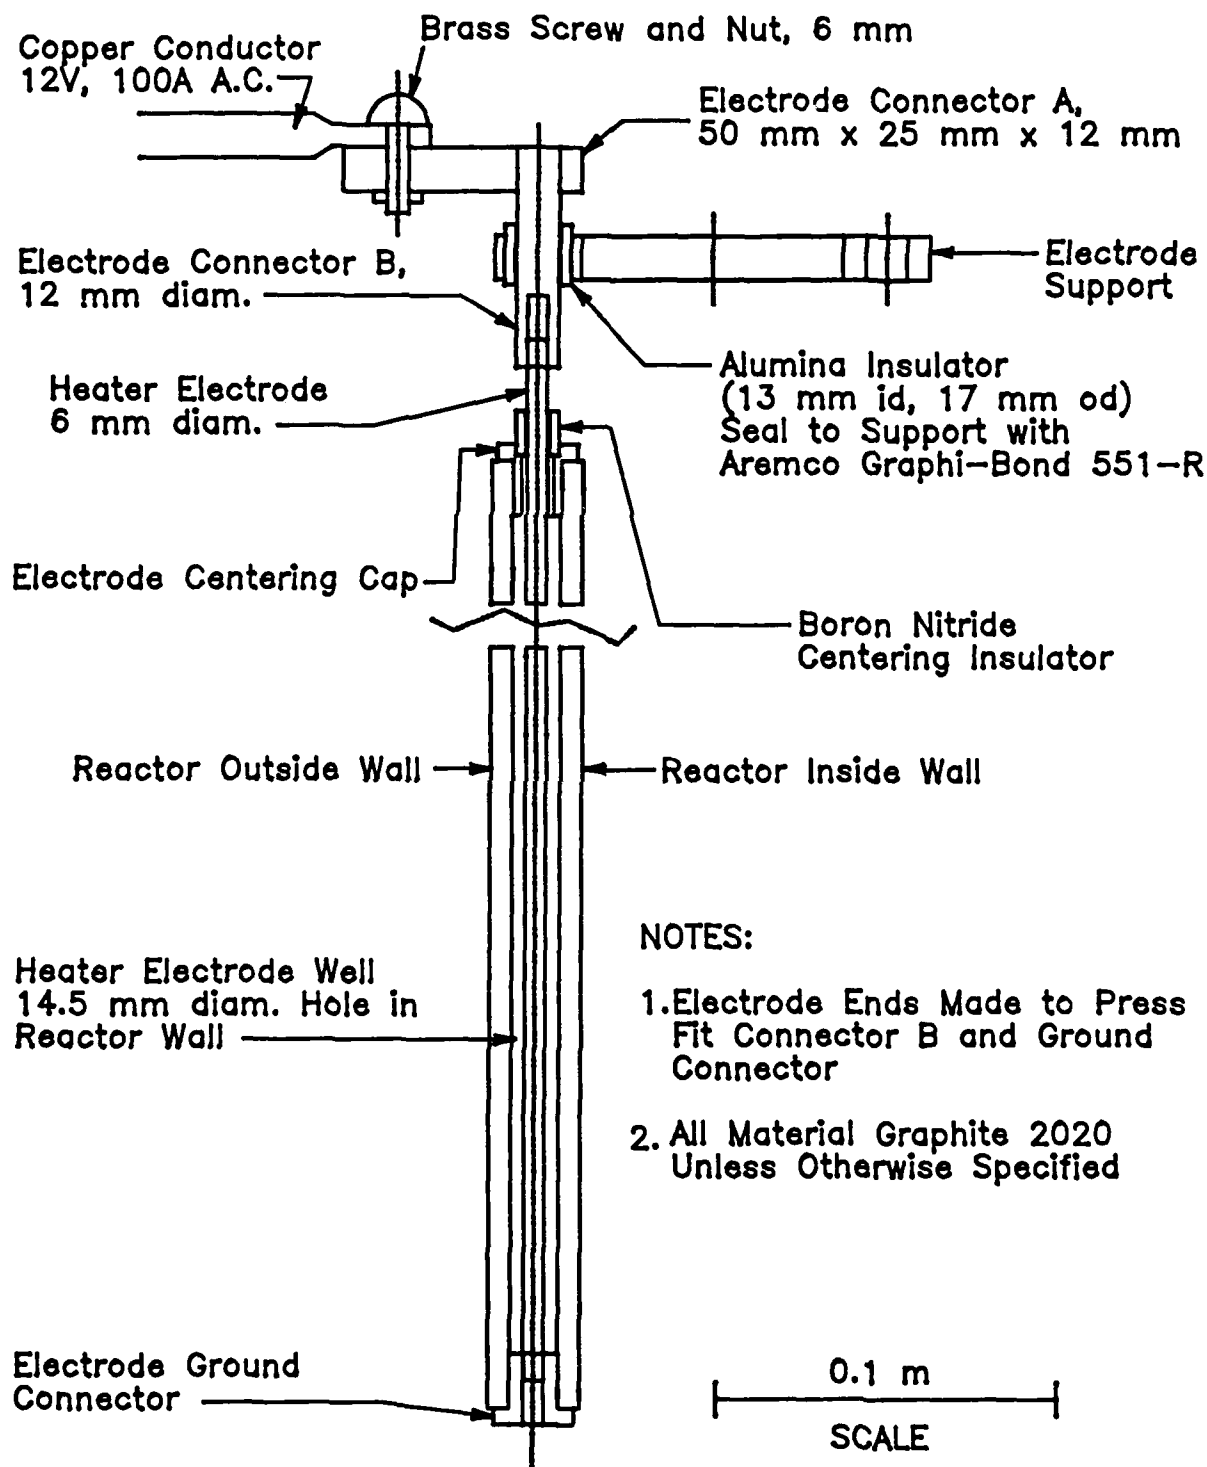 Brass Screw and Nut, 6 mm
Copper Conductor
12V, 100A A.C.
Electrode Connector A,
50 mm x 25 mm x 12 mm
Electrode Connector B,
12 mm diam.
Electrode
Support
Heater Electrode
6 mm diam.
Alumina Insulator
(13 mm id, 17 mm od)
Seal to Support with
Aremco Graphi-Bond 551-R
Electrode Centering Cap
Boron Nitride
Centering Insulator
Reactor Outside Wall
Reactor Inside Wall
Heater Electrode Well
14.5 mm diam. Hole in
Reactor Wall
NOTES:
1.Electrode Ends Made to Press
Fit Connector B and Ground
Connector
2. All Material Graphite 2020
Unless Otherwise Specified
Electrode Ground
Connector
0.1 m
SCALE